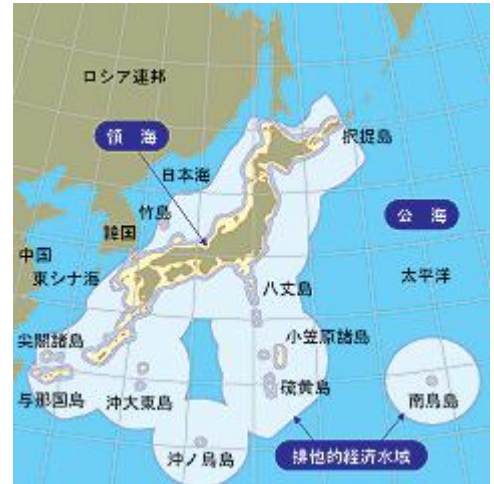 ロシア連邦
領海
択捉島
日本海
竹島
公海
韓国
中国
東シナ海
太平洋
八丈島
尖閣諸島
小笠原諸島
与那国島
沖大東島
硫黄島
南鳥島
沖ノ鳥島
排他的経済水域